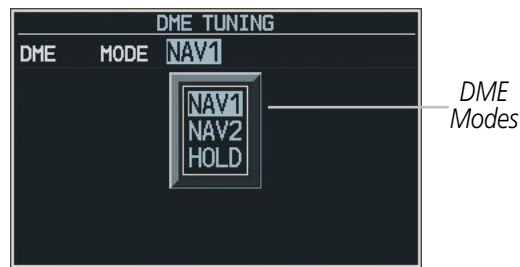 DME TUNING
DME MODE NAV1
NAV1
NAV2
HOLD
DME
Modes